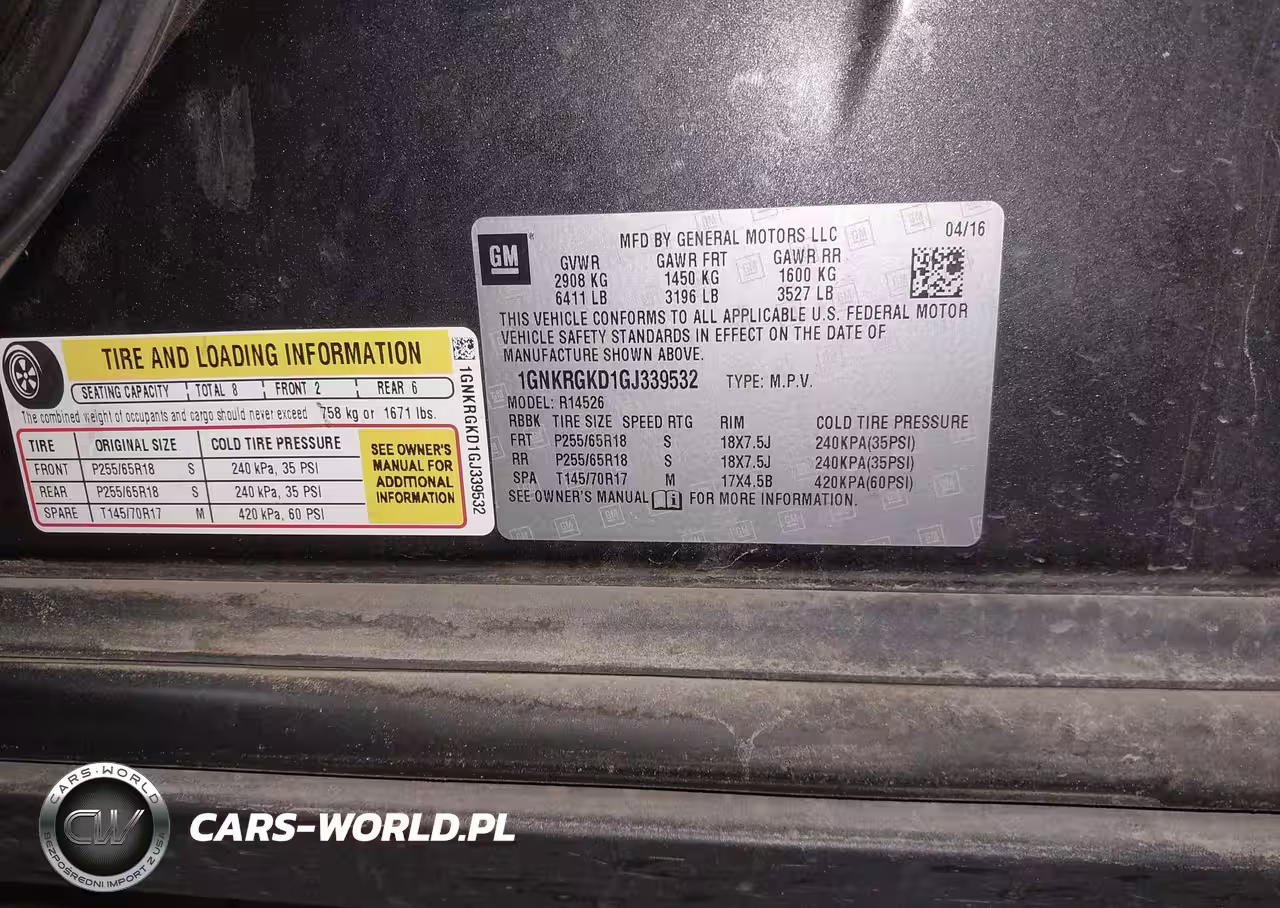 GM
MFD BY GENERAL MOTORS LLC 04/16
GVWR GAWR FRT GAWR RR
2908 KG 1450 KG 1600 KG
6411 LB 3196 LB 3527 LB
THIS VEHICLE CONFORMS TO ALL APPLICABLE U.S. FEDERAL MOTOR
VEHICLE SAFETY STANDARDS IN EFFECT ON THE DATE OF
MANUFACTURE SHOWN ABOVE.
1GNKRGKD1GJ339532 TYPE: M.P.V.
MODEL: R14526
RBBK TIRE SIZE SPEED RTG RIM COLD TIRE PRESSURE
FRT P255/65R18 S 18X7.5J 240KPA(35PSI)
RR P255/65R18 S 18X7.5J 240KPA(35PSI)
SPA T145/70R17 M 17X4.5B 420KPA(60PSI)
SEE OWNER'S MANUAL FOR MORE INFORMATION.
TIRE AND LOADING INFORMATION
SEATING CAPACITY TOTAL 8 FRONT 2 REAR 6
The combined weight of occupants and cargo should never exceed 758 kg or 1671 lbs.
TIRE ORIGINAL SIZE COLD TIRE PRESSURE
FRONT P255/65R18 S 240 kPa, 35 PSI
REAR P255/65R18 S 240 kPa, 35 PSI
SPARE T145/70R17 M 420 kPa, 60 PSI
SEE OWNER'S
MANUAL FOR
ADDITIONAL
INFORMATION
1GNKRGKD1GJ339532
CARS-WORLD
CW
BEZPOŚREDNI IMPORT Z USA
CARS-WORLD.PL